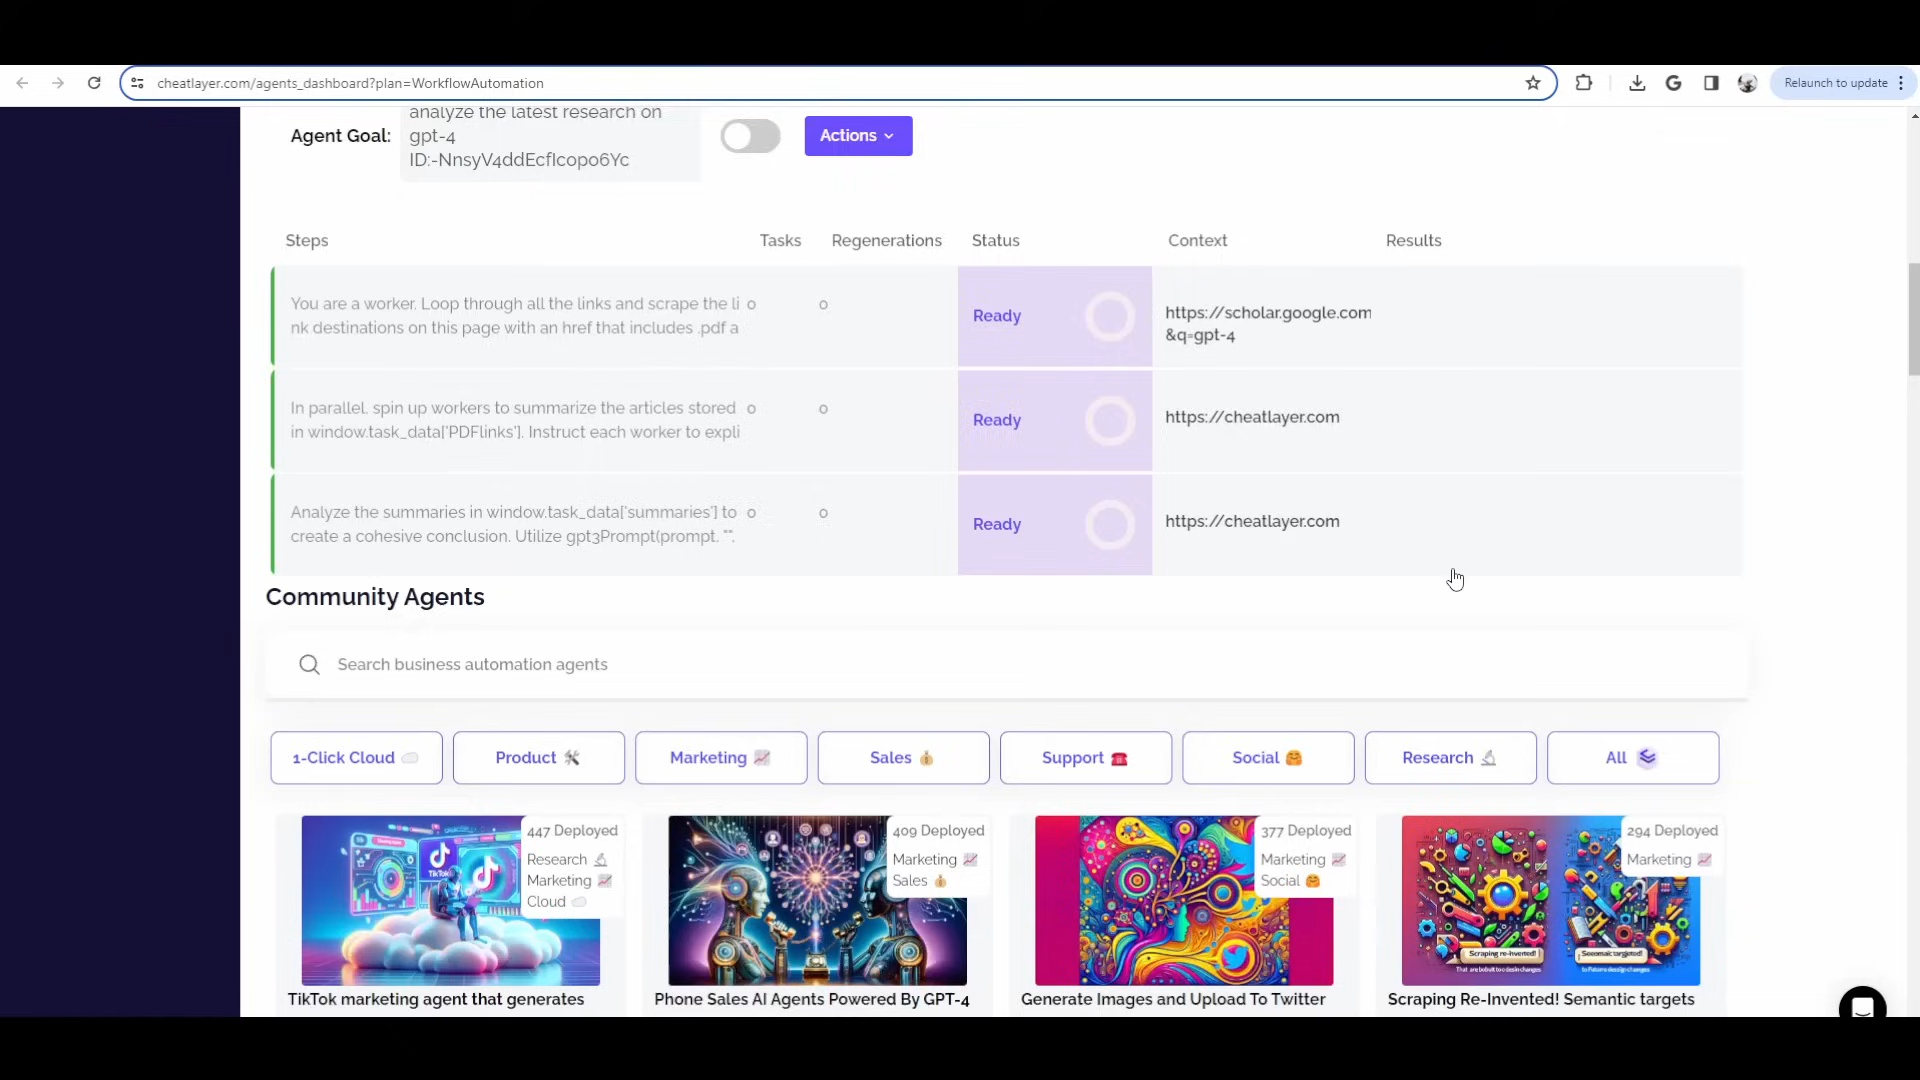 cheatlayer.com/agents_dashboard?plan=WorkflowAutomation
Relaunch to update
analyze the latest research on
Agent Goal:
gpt-4
Actions
ID:-NnsyV4ddEcfIcopo6Yc
Steps
Tasks
Regenerations
Status
Context
Results
You are a worker. Loop through all the links and scrape the li
nk destinations on this page with an href that includes .pdf a
0
0
Ready
https://scholar.google.com
&q=gpt-4
In parallel. spin up workers to summarize the articles stored
in window.task_data['PDFlinks']. Instruct each worker to expli
0
0
Ready
https://cheatlayer.com
Analyze the summaries in window.task_data['summaries'] to
create a cohesive conclusion. Utilize gpt3Prompt(prompt. "",
0
0
Ready
https://cheatlayer.com
Community Agents
Search business automation agents
1-Click Cloud
Product
Marketing
Sales
Support
Social
Research
All
447 Deployed
Research
Marketing
Cloud
TikTok
409 Deployed
Marketing
Sales
377 Deployed
Marketing
Social
294 Deployed
Marketing
Scraping re-Invented!
TikTok marketing agent that generates
Phone Sales AI Agents Powered By GPT-4
Generate Images and Upload To Twitter
Scraping Re-Invented! Semantic targets